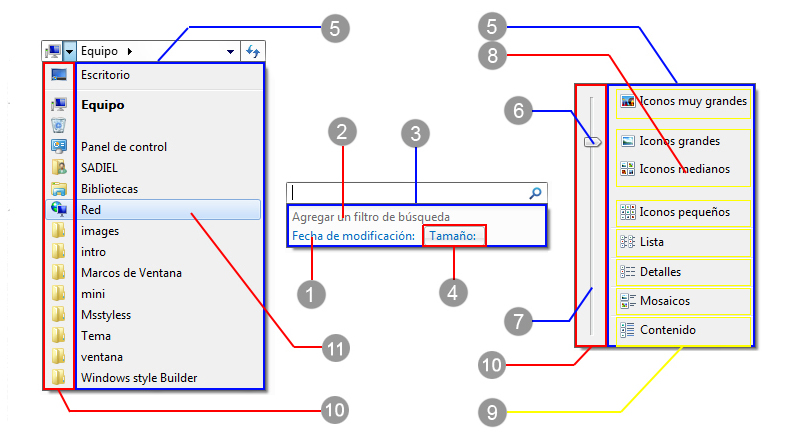 5
Equipo
Escritorio
Equipo
Panel de control
SADIEL
Bibliotecas
Red
images
intro
Marcos de Ventana
mini
Msstyless
Tema
ventana
Windows style Builder
11
10
2
3
Agregar un filtro de búsqueda
Fecha de modificación: Tamaño:
1
4
5
8
6
Iconos muy grandes
Iconos grandes
Iconos medianos
Iconos pequeños
Lista
Detalles
Mosaicos
Contenido
7
10
9